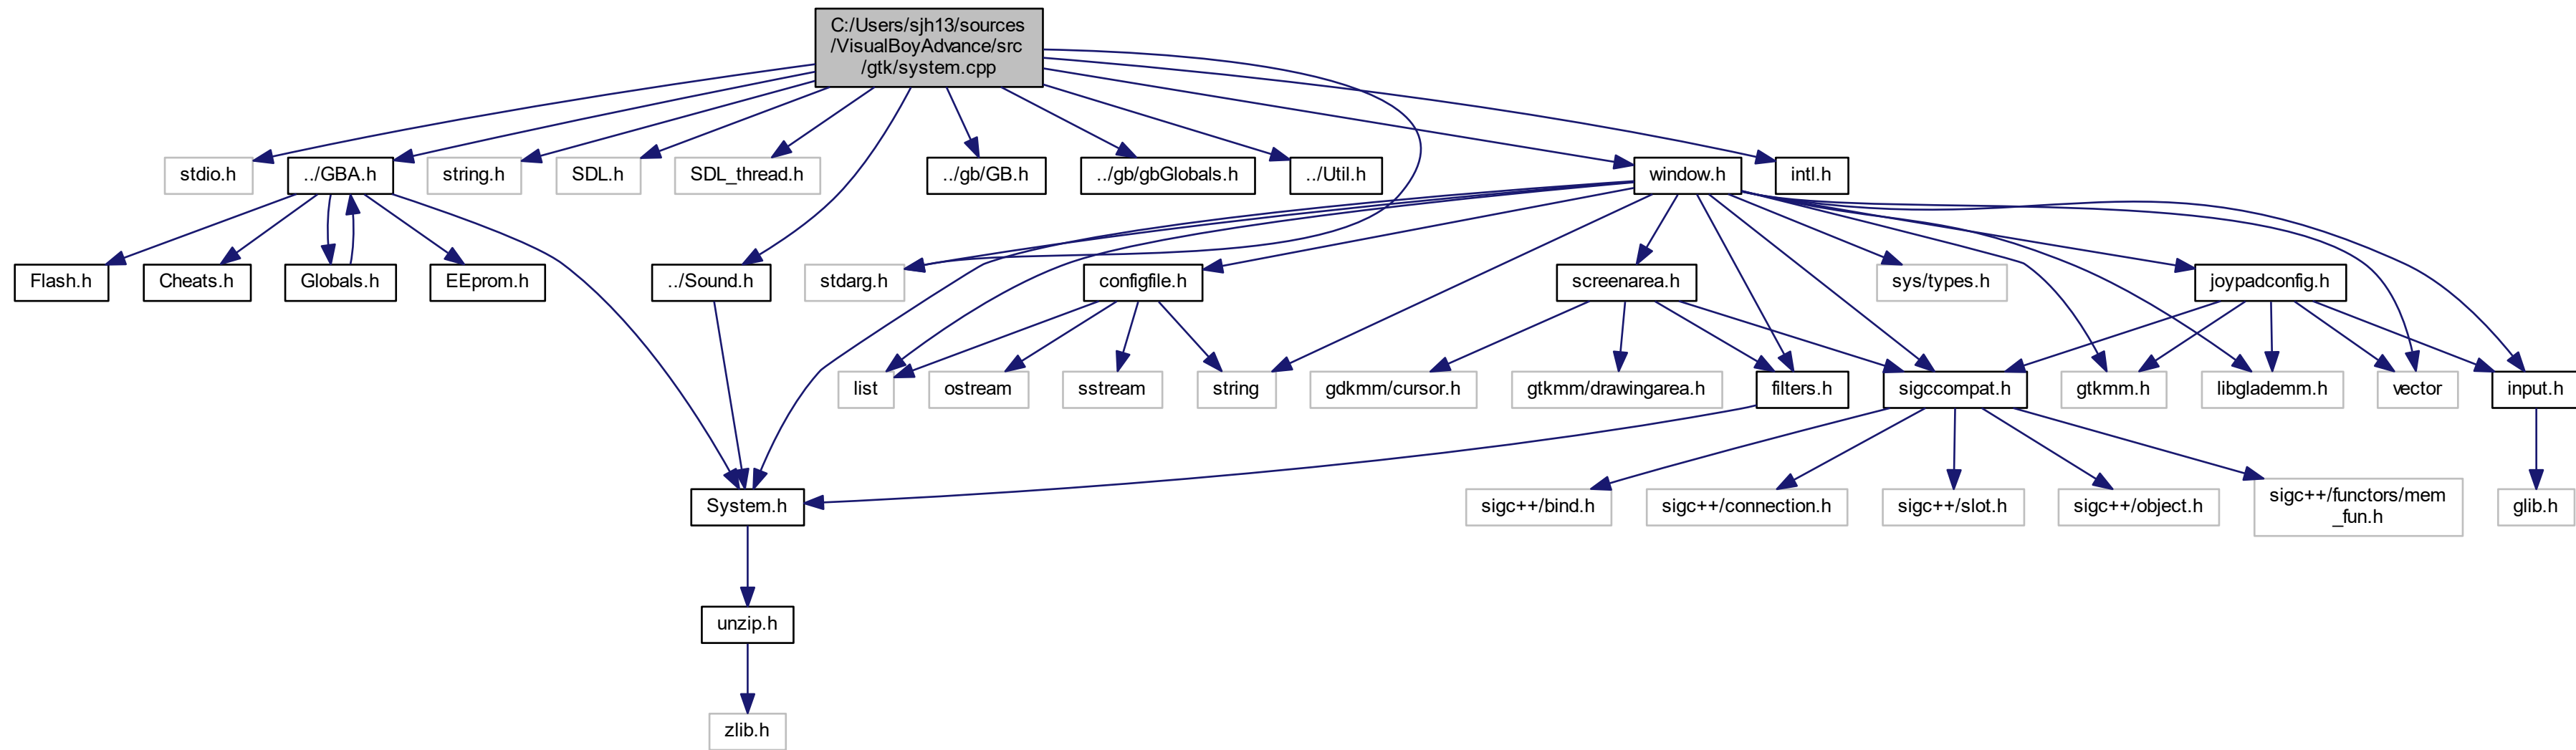 C:/Users/sjh13/sources
/VisualBoyAdvance/src
/gtk/system.cpp
stdio.h
../GBA.h
string.h
SDL.h
SDL_thread.h
../gb/GB.h
../gb/gbGlobals.h
../Util.h
window.h
intl.h
Flash.h
Cheats.h
Globals.h
EEprom.h
../Sound.h
stdarg.h
configfile.h
screenarea.h
sys/types.h
joypadconfig.h
list
ostream
sstream
string
gdkmm/cursor.h
gtkmm/drawingarea.h
filters.h
sigccompat.h
gtkmm.h
libglademm.h
vector
input.h
System.h
sigc++/bind.h
sigc++/connection.h
sigc++/slot.h
sigc++/object.h
sigc++/functors/mem
_fun.h
glib.h
unzip.h
zlib.h